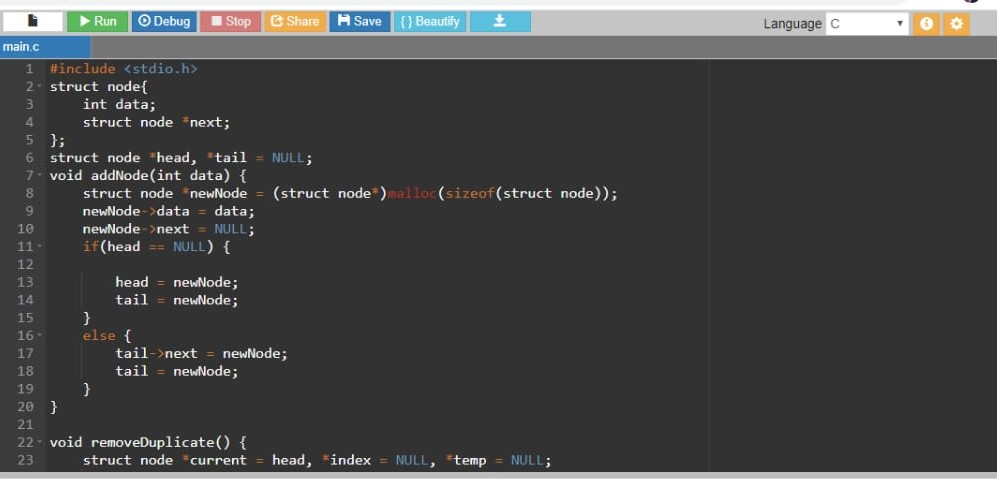 Run Debug Stop Share Save {} Beautify Language C
main.c
1 #include <stdio.h>
2 struct node{
3     int data;
4     struct node *next;
5 };
6 struct node *head, *tail = NULL;
7 void addNode(int data) {
8     struct node *newNode = (struct node*)malloc(sizeof(struct node));
9     newNode->data = data;
10     newNode->next = NULL;
11     if(head == NULL) {
12
13         head = newNode;
14         tail = newNode;
15     }
16     else {
17         tail->next = newNode;
18         tail = newNode;
19     }
20 }
21
22 void removeDuplicate() {
23     struct node *current = head, *index = NULL, *temp = NULL;